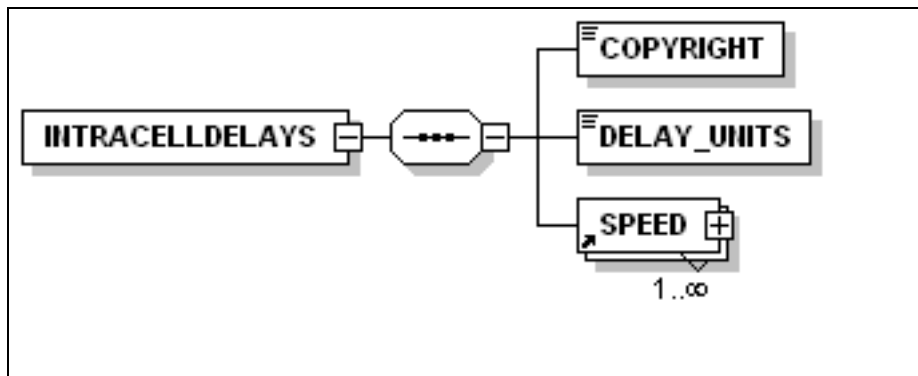 COPYRIGHT
INTRACELLDELAYS
DELAY_UNITS
SPEED
1..∞